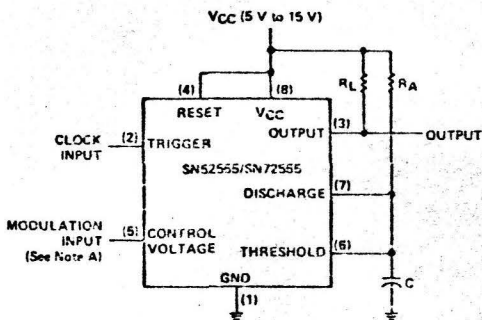 VCC (5 V to 15 V)
(4)
(8)
RL
RA
RESET
VCC
(3)
OUTPUT
OUTPUT
CLOCK
INPUT
(2)
TRIGGER
SN52555/SN72555
(7)
DISCHARGE
MODULATION
INPUT
(See Note A)
(5)
CONTROL
VOLTAGE
(6)
THRESHOLD
C
GND
(1)